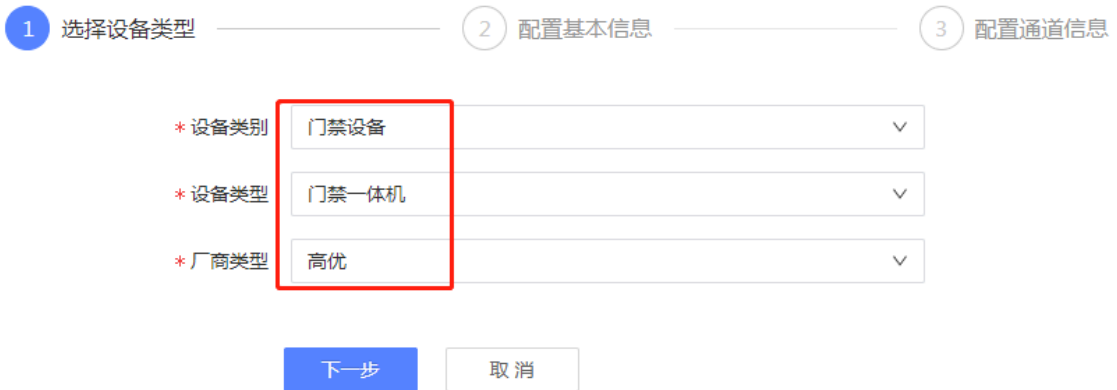 1 选择设备类型 2 配置基本信息 3 配置通道信息
* 设备类别 门禁设备
* 设备类型 门禁一体机
* 厂商类型 高优
下一步 取消